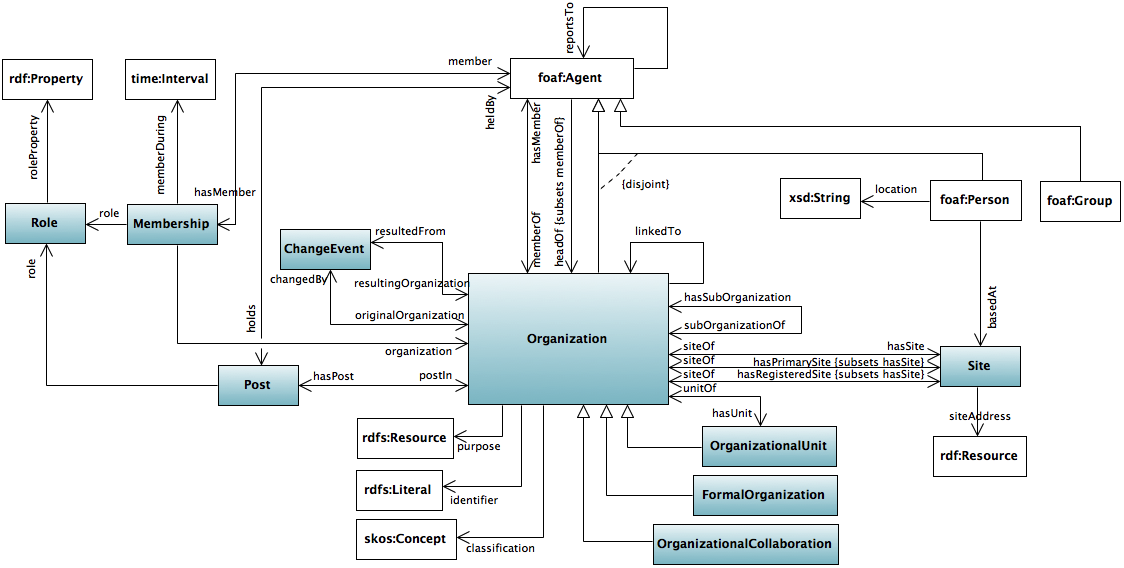 reportsTo
member
foaf:Agent
rdf:Property
time:Interval
heldBy
hasMember
headOf {subsets memberOf}
memberOf
roleProperty
memberDuring
{disjoint}
hasMember
xsd:String
location
foaf:Person
foaf:Group
Role
role
Membership
ChangeEvent
resultedFrom
linkedTo
role
changedBy
resultingOrganization
hasSubOrganization
basedAt
holds
originalOrganization
subOrganizationOf
Organization
organization
siteOf
hasSite
siteOf
hasPrimarySite {subsets hasSite}
Site
siteOf
hasRegisteredSite {subsets hasSite}
Post
hasPost
postIn
unitOf
hasUnit
siteAddress
rdfs:Resource
purpose
OrganizationalUnit
rdf:Resource
rdfs:Literal
identifier
FormalOrganization
skos:Concept
classification
OrganizationalCollaboration